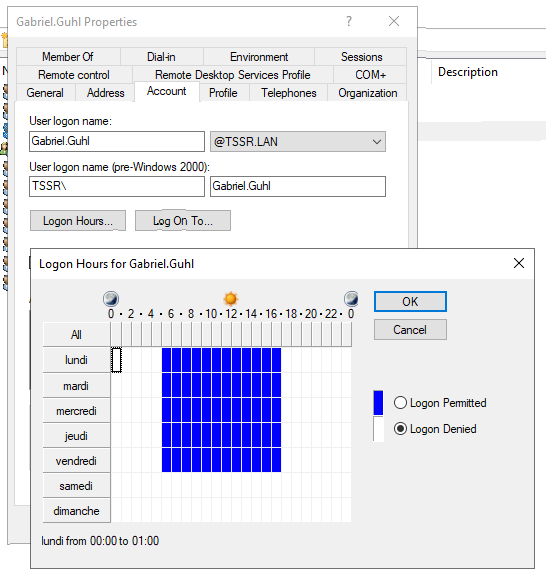 Gabriel.Guhl Properties
Description
Member Of Dial-in Environment Sessions
Remote control Remote Desktop Services Profile COM+
General Address Account Profile Telephones Organization
User logon name:
Gabriel.Guhl @TSSR.LAN
User logon name (pre-Windows 2000):
TSSR\ Gabriel.Guhl
Logon Hours... Log On To...
Logon Hours for Gabriel.Guhl
0 · 2 · 4 · 6 · 8 · 10 · 12 · 14 · 16 · 18 · 20 · 22 · 0
OK
All
Cancel
lundi
mardi
mercredi
jeudi
vendredi
samedi
dimanche
Logon Permitted
Logon Denied
lundi from 00:00 to 01:00